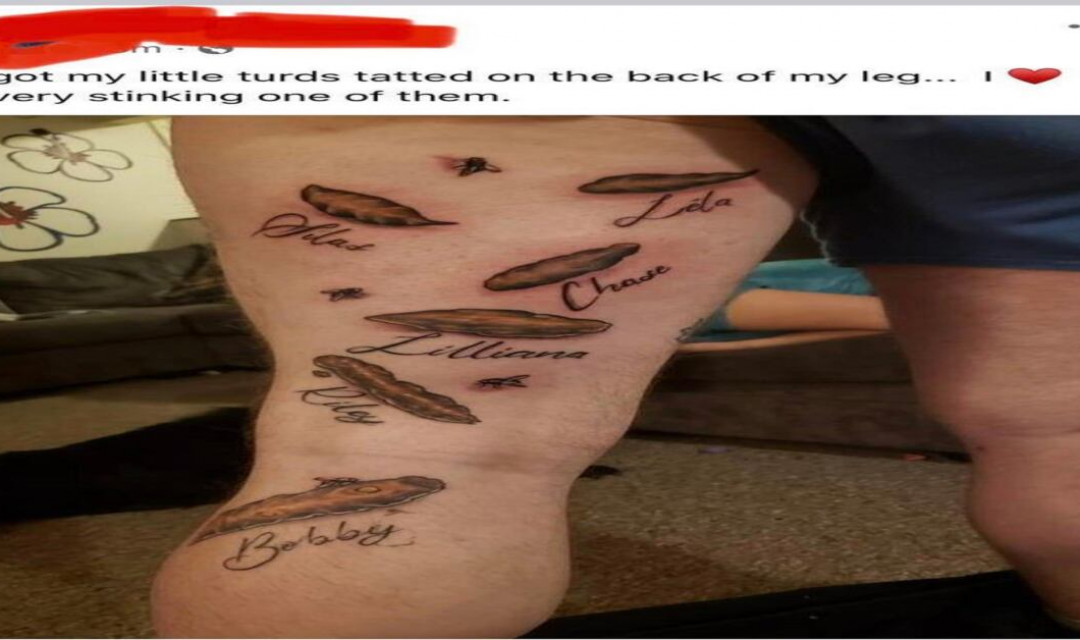 m
got my little turds tatted on the back of my leg... I ❤️
very stinking one of them.
Silas
Lila
Chase
Lilliana
Riley
Bobby